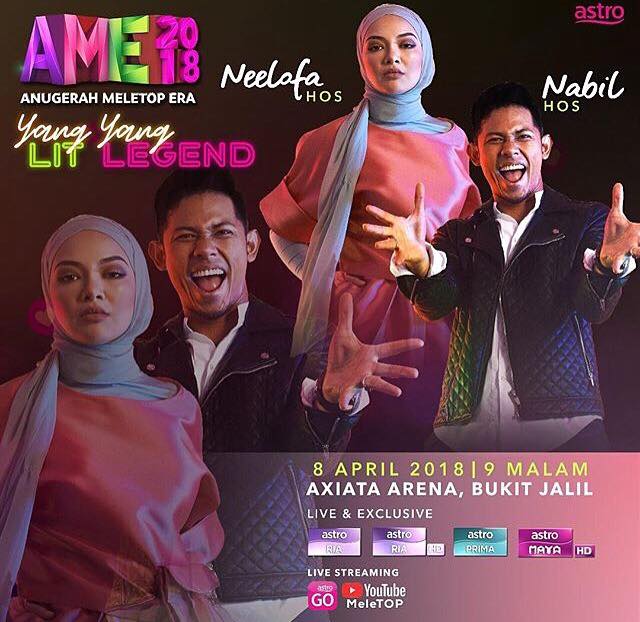 astro
AME 2018
ANUGERAH MELETOP ERA
Yang Yang
LIT LEGEND
Neelofa
HOS
Nabil
HOS
8 APRIL 2018 | 9 MALAM
AXIATA ARENA, BUKIT JALIL
LIVE & EXCLUSIVE
astro RIA astro RIA HD astro PRIMA astro MAYA HD
LIVE STREAMING
astro GO YouTube MeleTOP